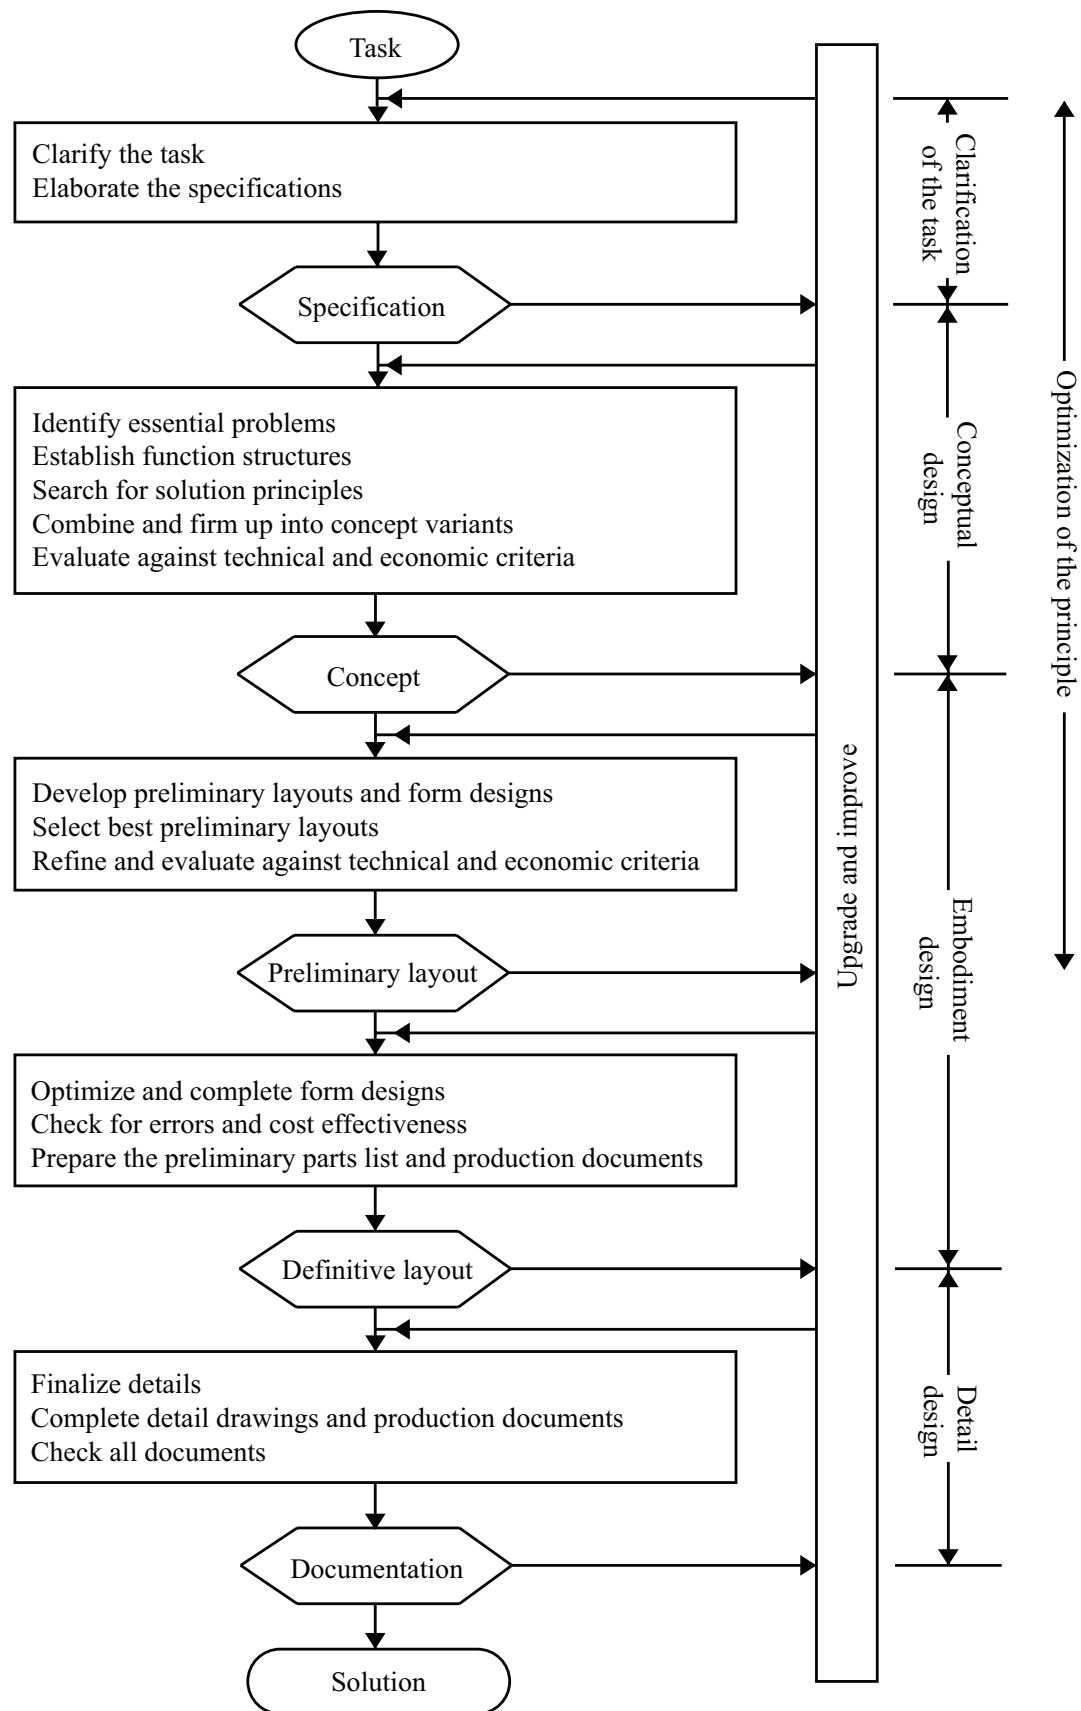 Task
Clarify the task
Elaborate the specifications
Specification
Identify essential problems
Establish function structures
Search for solution principles
Combine and firm up into concept variants
Evaluate against technical and economic criteria
Concept
Develop preliminary layouts and form designs
Select best preliminary layouts
Refine and evaluate against technical and economic criteria
Preliminary layout
Optimize and complete form designs
Check for errors and cost effectiveness
Prepare the preliminary parts list and production documents
Definitive layout
Finalize details
Complete detail drawings and production documents
Check all documents
Documentation
Solution
Upgrade and improve
Clarification
of the task
Conceptual
design
Embodiment
design
Detail
design
Optimization of the principle